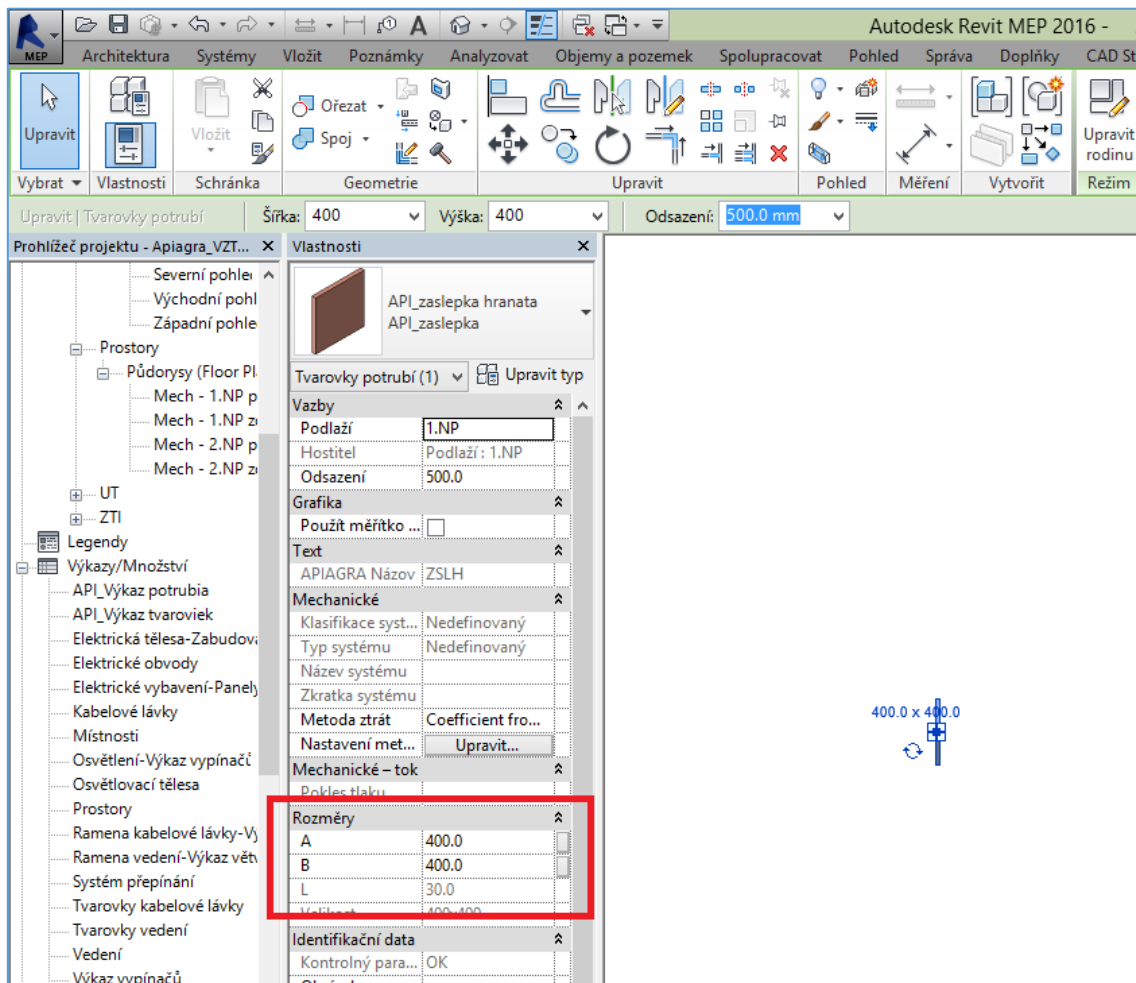 Autodesk Revit MEP 2016 -
MEP Architektura Systémy Vložit Poznámky Analyzovat Objemy a pozemek Spolupracovat Pohled Správa Doplňky CAD St
Upravit
Vložit
Ořezat
Spoj
Upravit
rodinu
Vybrat Vlastnosti Schránka Geometrie Upravit Pohled Měření Vytvořit Režim
Upravit | Tvarovky potrubí Šířka: 400 Výška: 400 Odsazení: 500.0 mm
Prohlížeč projektu - Apiagra_VZT...
Severní pohle
Východní pohl
Západní pohle
Prostory
Půdorysy (Floor Pl
Mech - 1.NP p
Mech - 1.NP z
Mech - 2.NP p
Mech - 2.NP z
UT
ZTI
Legendy
Výkazy/Množství
API_Výkaz potrubia
API_Výkaz tvaroviek
Elektrická tělesa-Zabudov
Elektrické obvody
Elektrické vybavení-Panely
Kabelové lávky
Místnosti
Osvětlení-Výkaz vypínačů
Osvětlovací tělesa
Prostory
Ramena kabelové lávky-Vý
Ramena vedení-Výkaz větv
Systém přepínání
Tvarovky kabelové lávky
Tvarovky vedení
Vedení
Výkaz vypínačů
Vlastnosti
API_zaslepka hranata
API_zaslepka
Tvarovky potrubí (1) Upravit typ
Vazby
Podlaží 1.NP
Hostitel Podlaží : 1.NP
Odsazení 500.0
Grafika
Použít měřítko ...
Text
APIAGRA Názov ZSLH
Mechanické
Klasifikace syst... Nedefinovaný
Typ systému Nedefinovaný
Název systému
Zkratka systému
Metoda ztrát Coefficient fro...
Nastavení met... Upravit...
Mechanické – tok
Pokles tlaku
Rozměry
A 400.0
B 400.0
L 30.0
Velikost 400x400
Identifikační data
Kontrolný para... OK
400.0 x 400.0